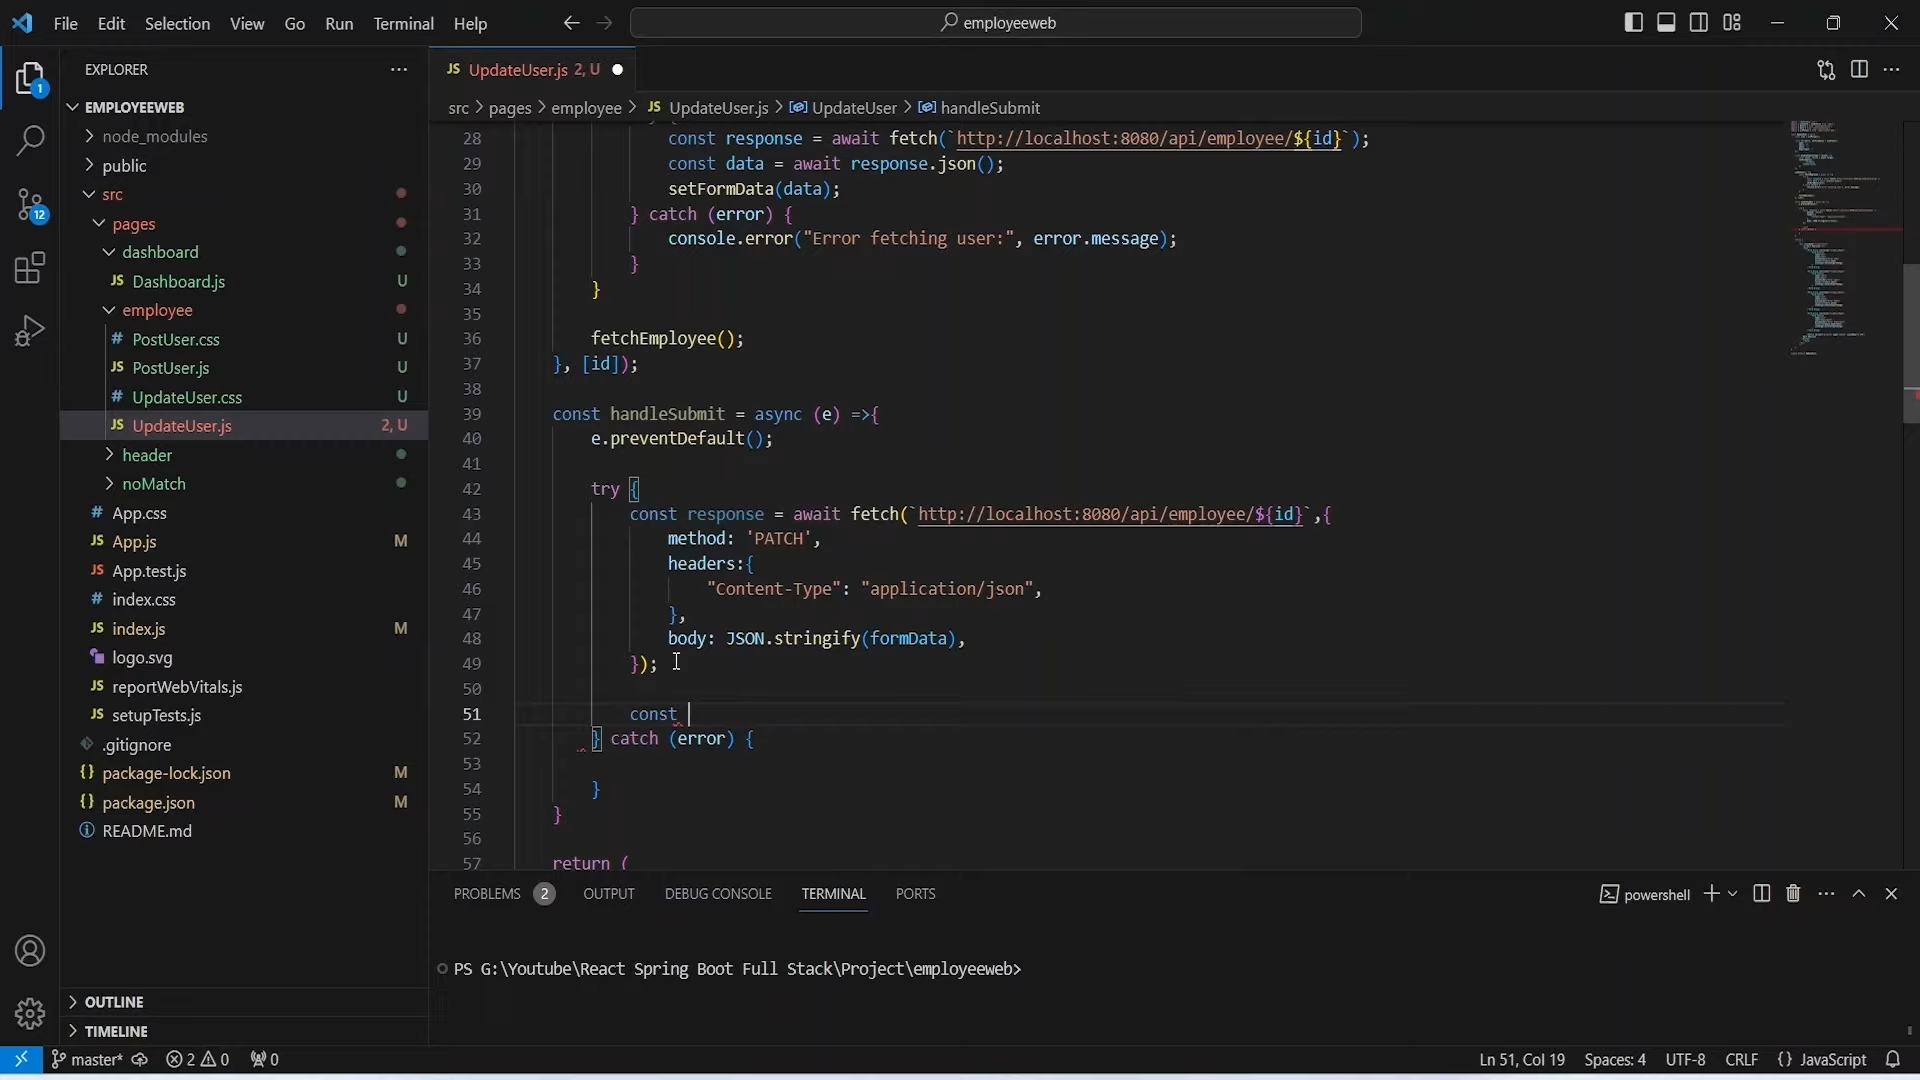 File Edit Selection View Go Run Terminal Help
employeeweb
EXPLORER
EMPLOYEEWEB
node_modules
public
src
pages
dashboard
Dashboard.js U
employee
PostUser.css U
PostUser.js U
UpdateUser.css U
UpdateUser.js 2, U
header
noMatch
App.css
App.js M
App.test.js
index.css
index.js M
logo.svg
reportWebVitals.js
setupTests.js
.gitignore
package-lock.json M
package.json M
README.md
OUTLINE
TIMELINE
1
12
JS UpdateUser.js 2, U
src > pages > employee > JS UpdateUser.js > UpdateUser > handleSubmit
28 const response = await fetch(`http://localhost:8080/api/employee/${id}`);
29 const data = await response.json();
30 setFormData(data);
31 } catch (error) {
32 console.error("Error fetching user:", error.message);
33 }
34 }
35
36 fetchEmployee();
37 }, [id]);
38
39 const handleSubmit = async (e) =>{
40 e.preventDefault();
41
42 try {
43 const response = await fetch(`http://localhost:8080/api/employee/${id}`,{
44 method: 'PATCH',
45 headers:{
46 "Content-Type": "application/json",
47 },
48 body: JSON.stringify(formData),
49 });
50
51 const
52 } catch (error) {
53
54 }
55 }
56
57 return (
PROBLEMS 2 OUTPUT DEBUG CONSOLE TERMINAL PORTS
powershell
PS G:\Youtube\React Spring Boot Full Stack\Project\employeeweb>
master* 2 0 0
Ln 51, Col 19 Spaces: 4 UTF-8 CRLF {} JavaScript